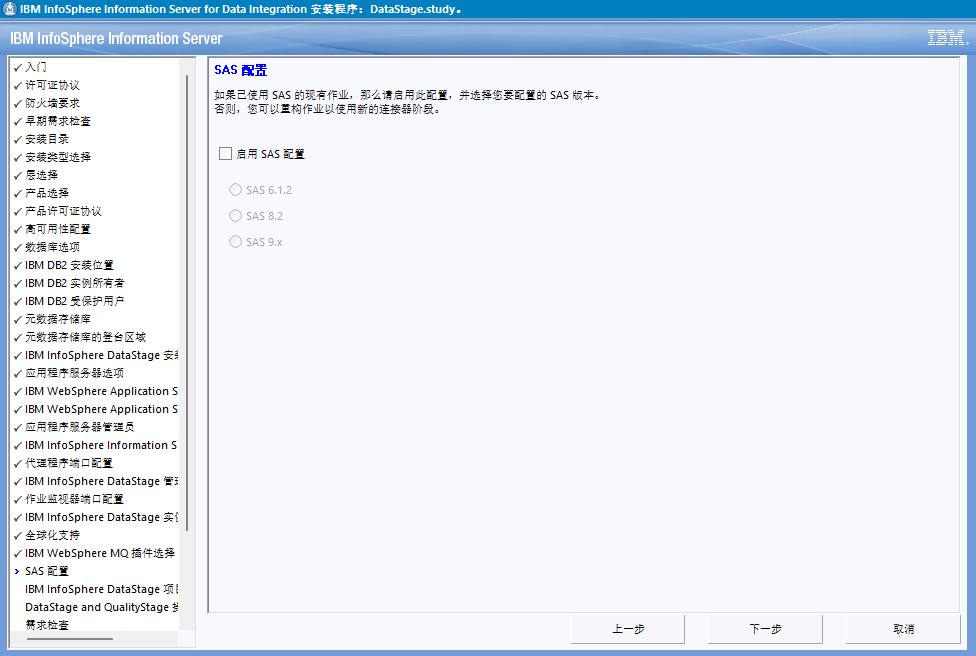 IBM InfoSphere Information Server for Data Integration 安装程序：DataStage.study。
IBM InfoSphere Information Server
IBM
入门
许可证协议
防火墙要求
早期需求检查
安装目录
安装类型选择
层选择
产品选择
产品许可证协议
高可用性配置
数据库选项
IBM DB2 安装位置
IBM DB2 实例所有者
IBM DB2 受保护用户
元数据存储库
元数据存储库的登台区域
IBM InfoSphere DataStage 安装
应用程序服务器选项
IBM WebSphere Application S
IBM WebSphere Application S
应用程序服务器管理员
IBM InfoSphere Information S
代理程序端口配置
IBM InfoSphere DataStage 管理
作业监视器端口配置
IBM InfoSphere DataStage 实例
全球化支持
IBM WebSphere MQ 插件选择
SAS 配置
IBM InfoSphere DataStage 项目
DataStage and QualityStage
需求检查
SAS 配置
如果已使用 SAS 的现有作业，那么请启用此配置，并选择您要配置的 SAS 版本。
否则，您可以重构作业以使用新的连接器阶段。
启用 SAS 配置
SAS 6.1.2
SAS 8.2
SAS 9.x
上一步
下一步
取消